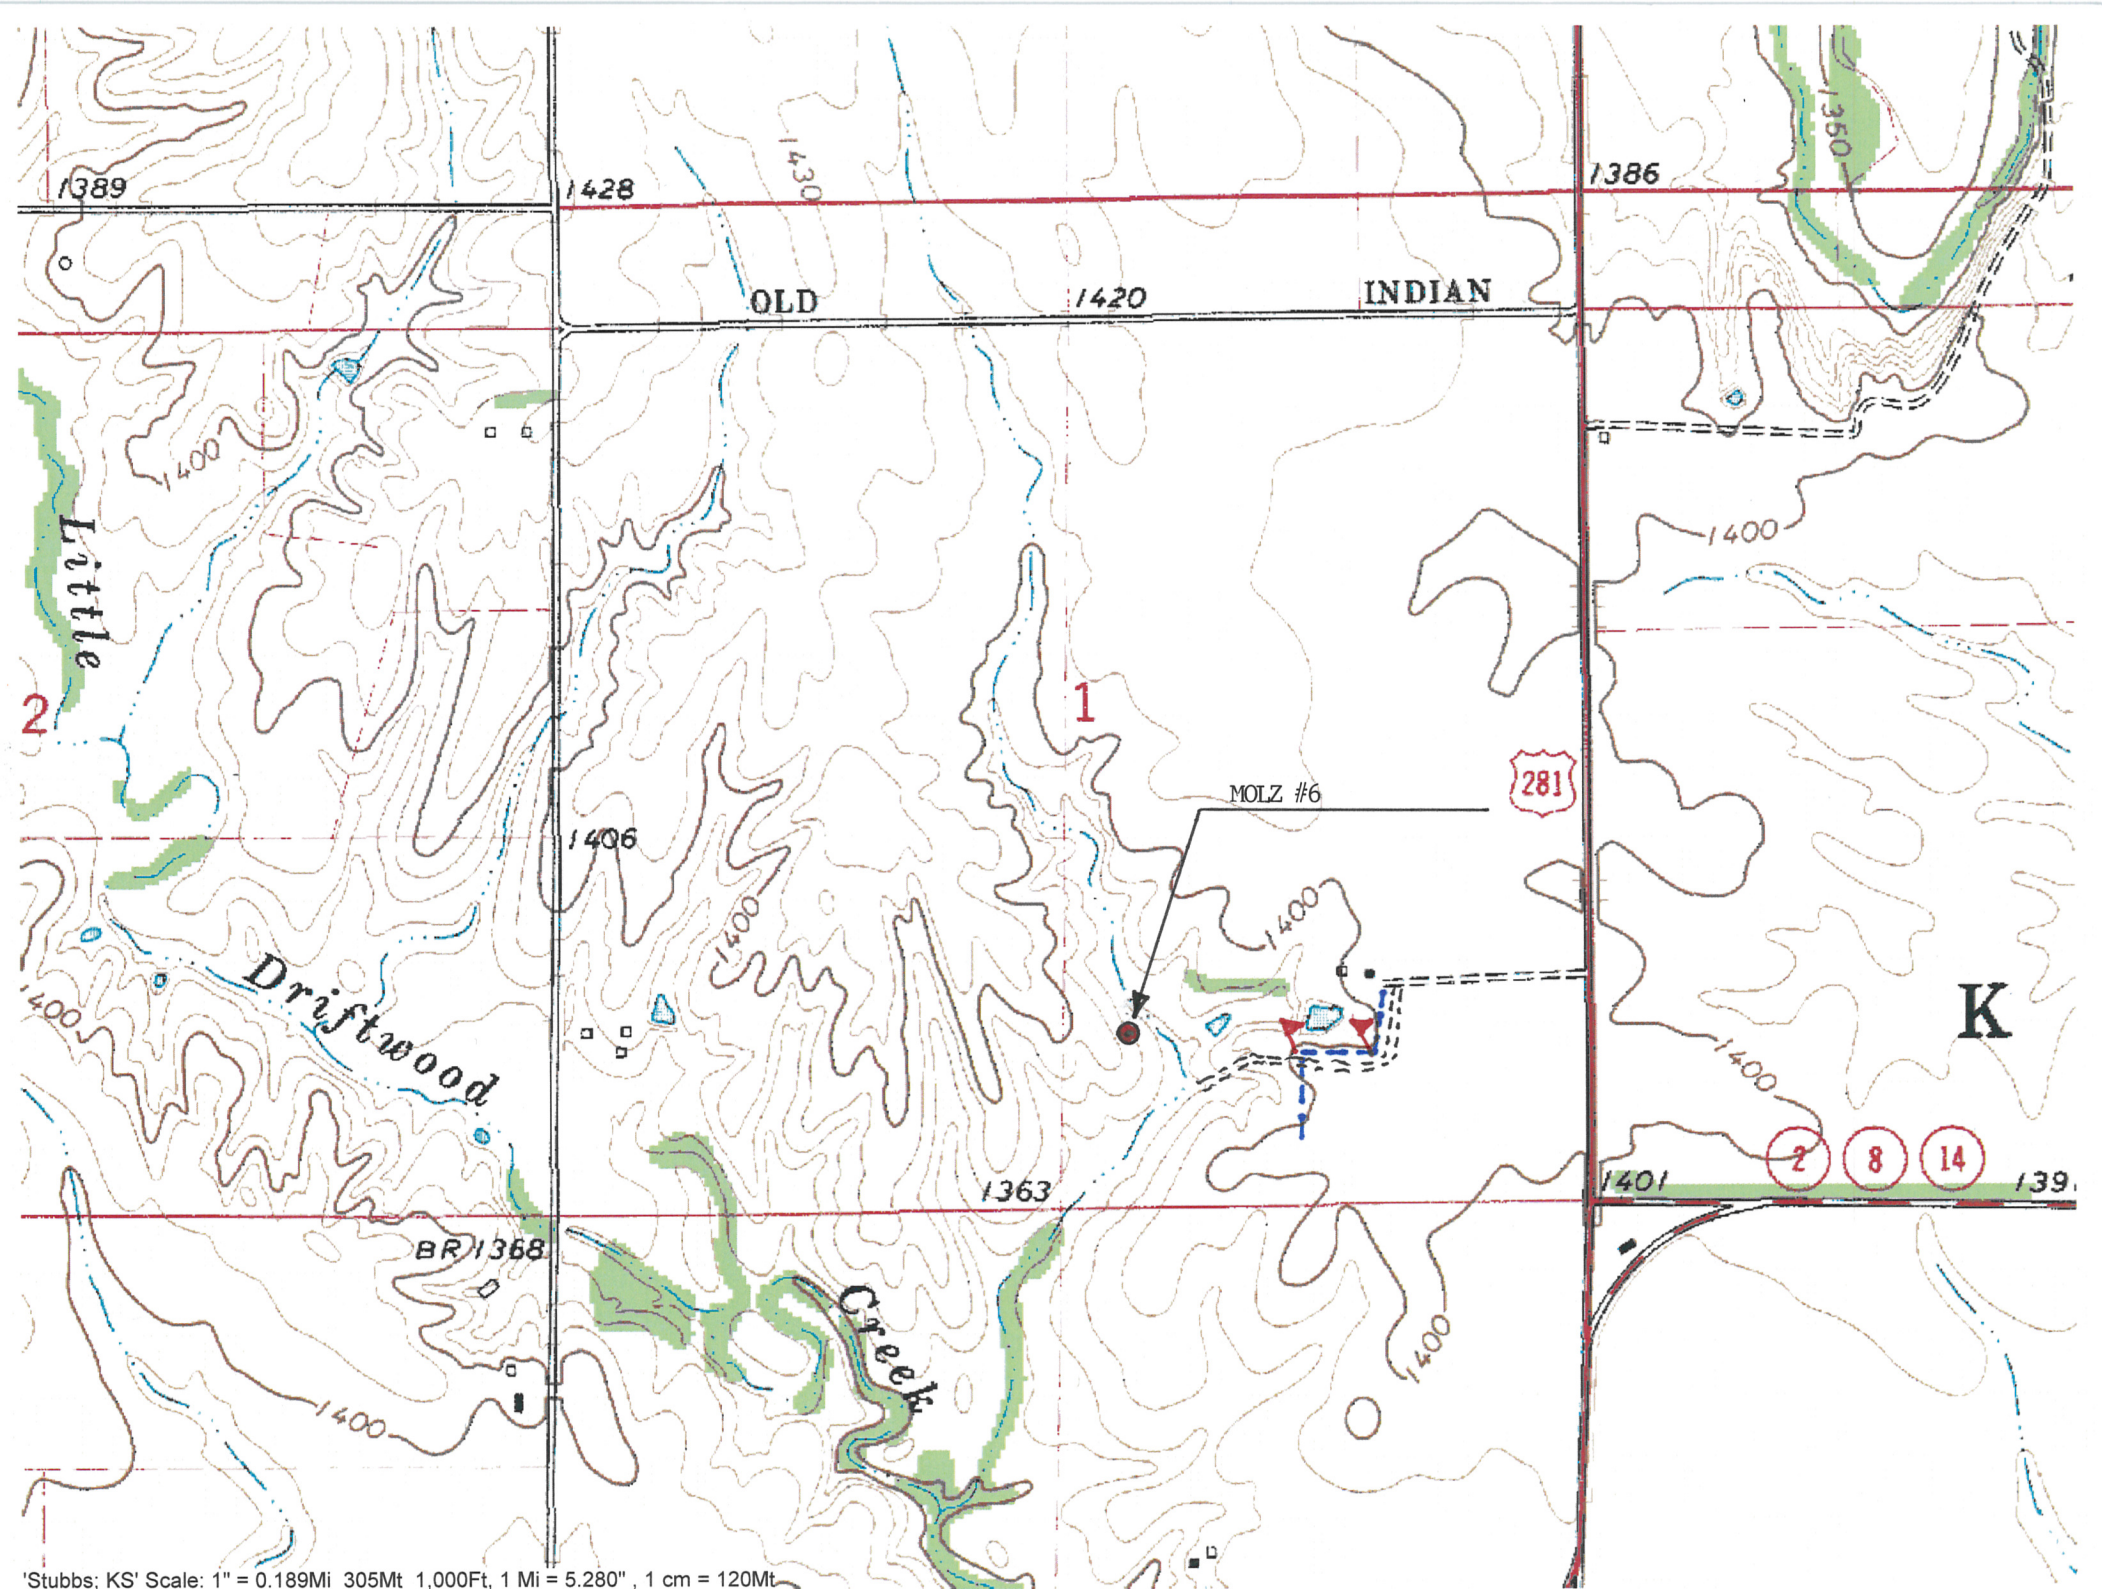 1350
1389
1428
1430
1386
OLD
1420
INDIAN
1400
1400
Little
2
1
281
MOLZ #6
1406
1400
1400
Driftwood
1400
K
1400
2
8
14
1363
1401
139
BR 1368
Creek
1400
1400
'Stubbs; KS' Scale: 1" = 0.189Mi 305Mt 1,000Ft, 1 Mi = 5.280" , 1 cm = 120Mt